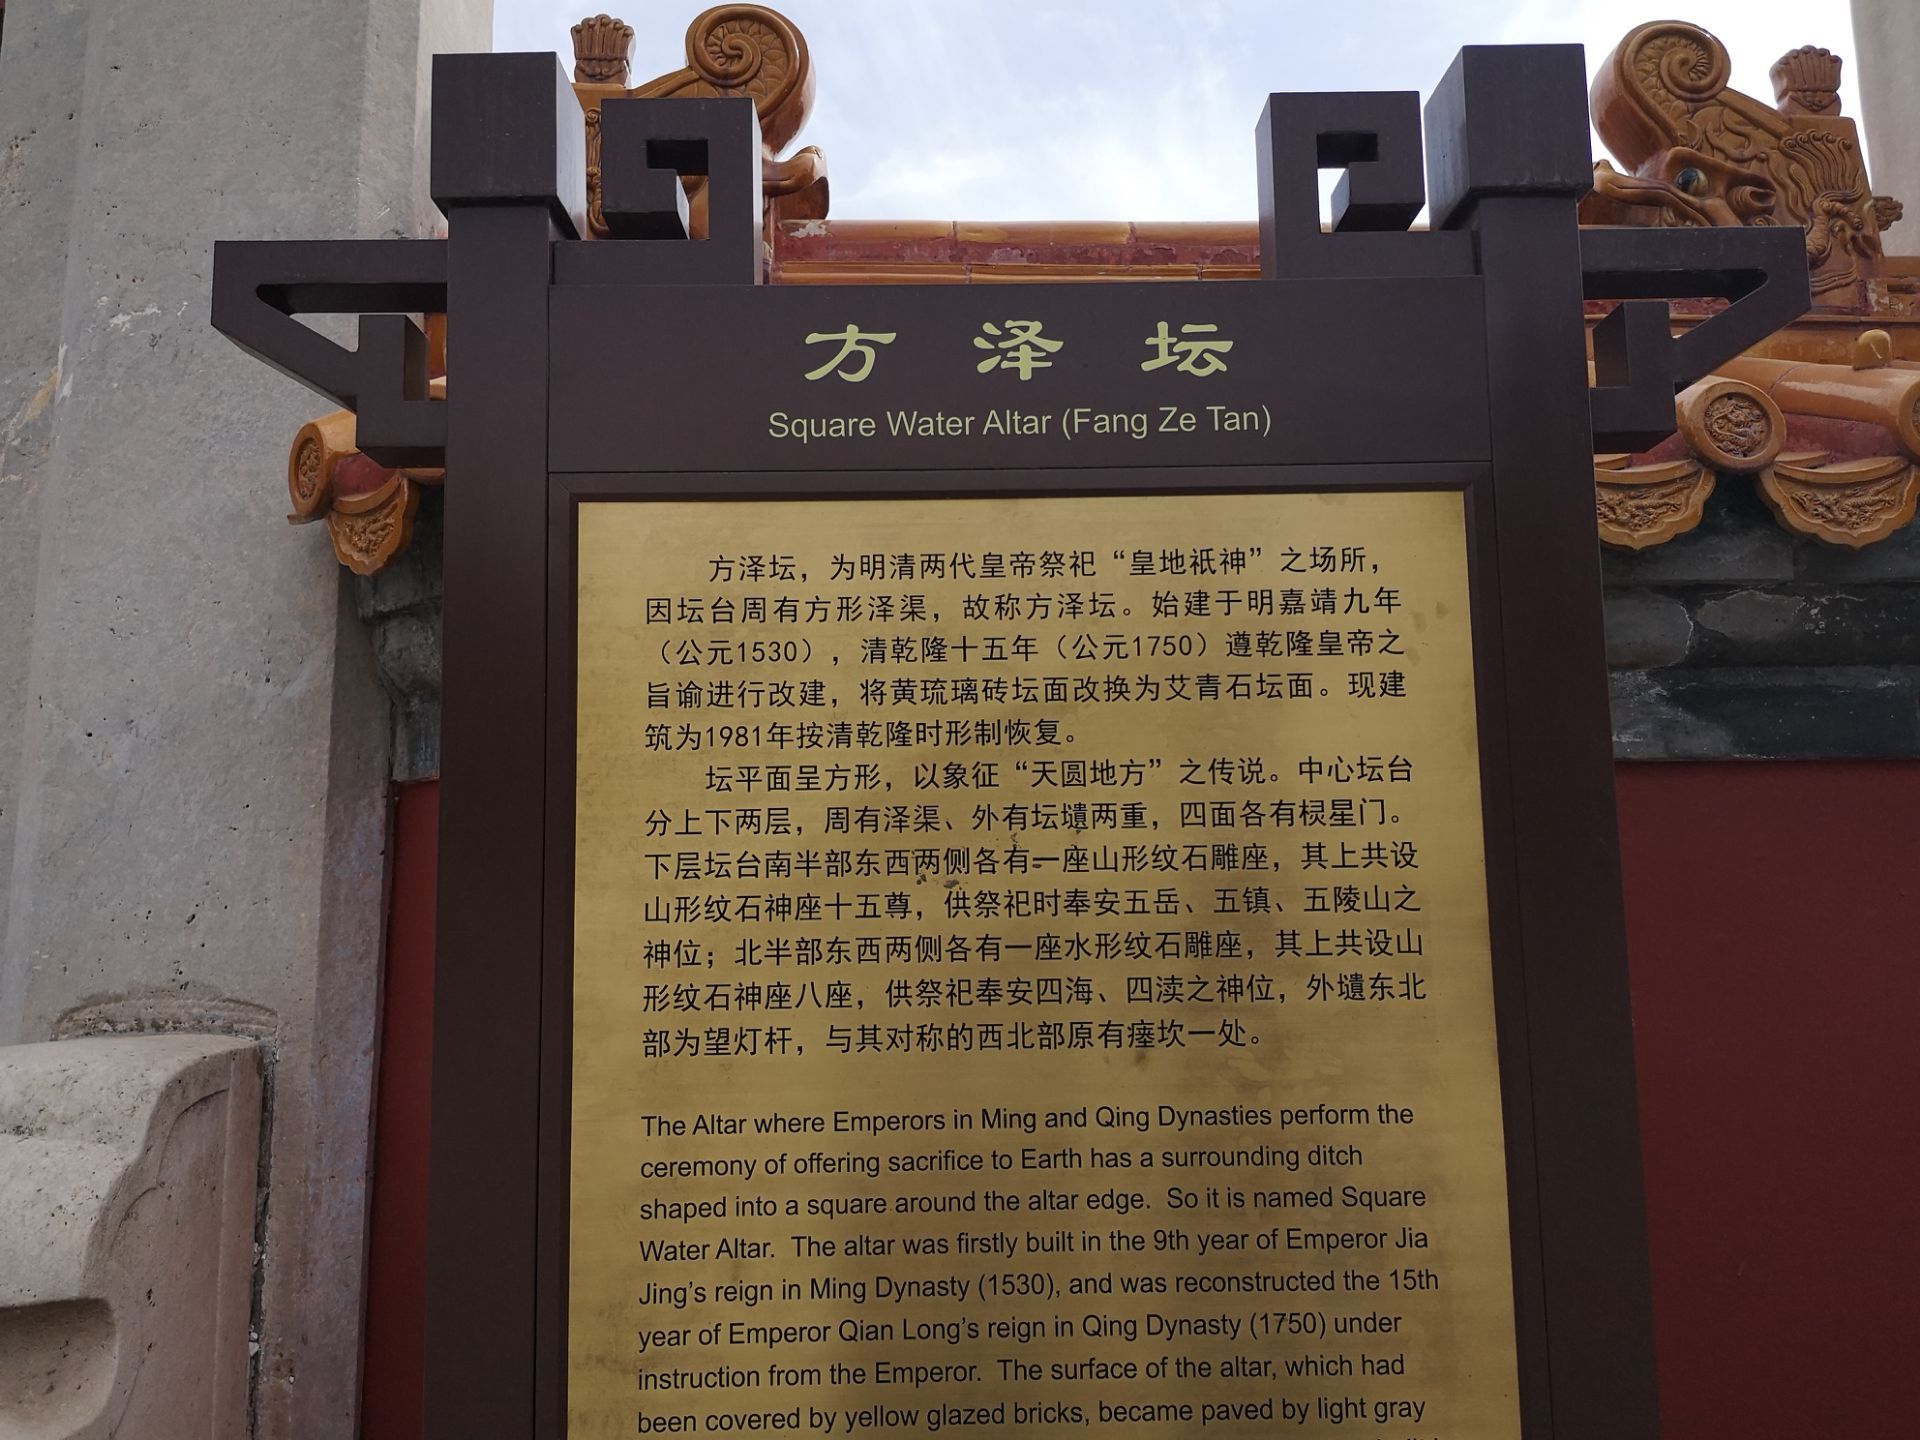 方泽坛
Square Water Altar (Fang Ze Tan)
方泽坛，为明清两代皇帝祭祀“皇地祇神”之场所，
因坛台周有方形泽渠，故称方泽坛。始建于明嘉靖九年
（公元1530），清乾隆十五年（公元1750）遵乾隆皇帝之
旨谕进行改建，将黄琉璃砖坛面改换为艾青石坛面。现建
筑为1981年按清乾隆时形制恢复。
坛平面呈方形，以象征“天圆地方”之传说。中心坛台
分上下两层，周有泽渠、外有坛壝两重，四面各有棂星门。
下层坛台南半部东西两侧各有一座山形纹石雕座，其上共设
山形纹石神座十五尊，供祭祀时奉安五岳、五镇、五陵山之
神位；北半部东西两侧各有一座水形纹石雕座，其上共设山
形纹石神座八座，供祭祀奉安四海、四渎之神位，外壝东北
部为望灯杆，与其对称的西北部原有瘗坎一处。
The Altar where Emperors in Ming and Qing Dynasties perform the
ceremony of offering sacrifice to Earth has a surrounding ditch
shaped into a square around the altar edge. So it is named Square
Water Altar. The altar was firstly built in the 9th year of Emperor Jia
Jing’s reign in Ming Dynasty (1530), and was reconstructed the 15th
year of Emperor Qian Long’s reign in Qing Dynasty (1750) under
instruction from the Emperor. The surface of the altar, which had
been covered by yellow glazed bricks, became paved by light gray